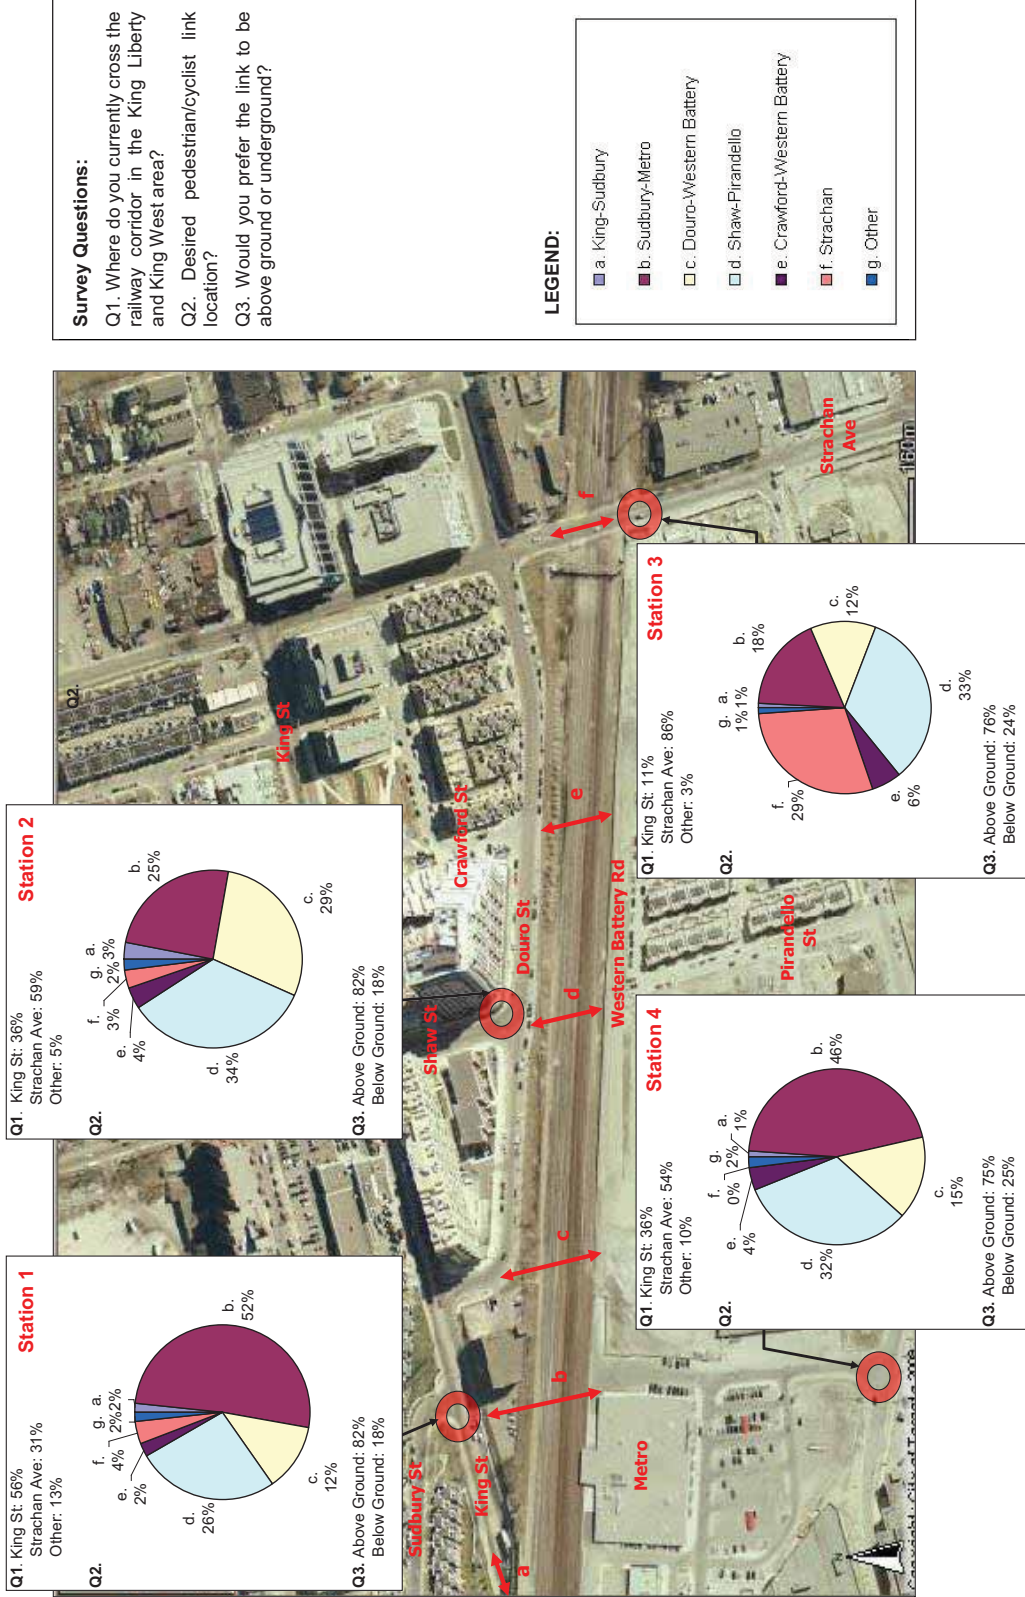 Survey Questions:
Q1. Where do you currently cross the
railway corridor in the King Liberty
and King West area?
Q2. Desired pedestrian/cyclist link
location?
Q3. Would you prefer the link to be
above ground or underground?
LEGEND:
a. King-Sudbury
b. Sudbury-Metro
c. Douro-Western Battery
d. Shaw-Pirandello
e. Crawford-Western Battery
f. Strachan
g. Other
Station 1
Q1. King St: 56%
Strachan Ave: 31%
Other: 13%
Q2.
a.
2%
b.
52%
c.
12%
d.
26%
e.
2%
f.
4%
g.
2%
Q3. Above Ground: 82%
Below Ground: 18%
Station 2
Q1. King St: 36%
Strachan Ave: 59%
Other: 5%
Q2.
a.
3%
b.
25%
c.
29%
d.
34%
e.
4%
f.
3%
g.
2%
Q3. Above Ground: 82%
Below Ground: 18%
Station 3
Q1. King St: 11%
Strachan Ave: 86%
Other: 3%
Q2.
a.
1%
b.
18%
c.
12%
d.
33%
e.
6%
f.
29%
g.
1%
Q3. Above Ground: 76%
Below Ground: 24%
Station 4
Q1. King St: 36%
Strachan Ave: 54%
Other: 10%
Q2.
a.
1%
b.
46%
c.
15%
d.
32%
e.
4%
f.
0%
g.
2%
Q3. Above Ground: 75%
Below Ground: 25%
Q2.
King St
Crawford St
Shaw St
Douro St
Western Battery Rd
Pirandello
St
Strachan
Ave
Sudbury St
King St
Metro
a
b
c
d
e
f
160m
N